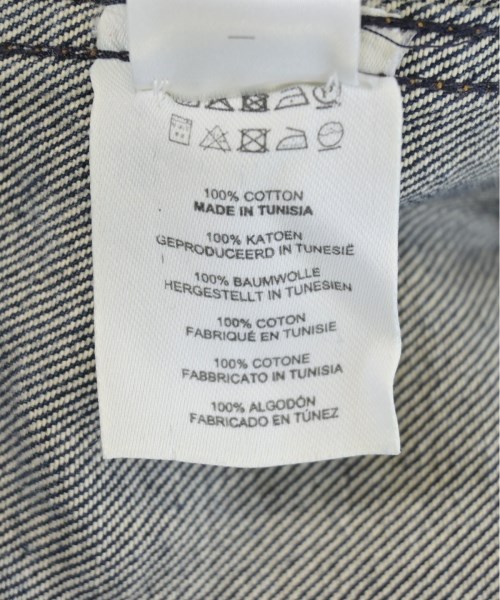 100% COTTON
MADE IN TUNISIA
100% KATOEN
GEPRODUCEERD IN TUNESIË
100% BAUMWOLLE
HERGESTELLT IN TUNESIEN
100% COTON
FABRIQUÉ EN TUNISIE
100% COTONE
FABBRICATO IN TUNISIA
100% ALGODÓN
FABRICADO EN TÚNEZ